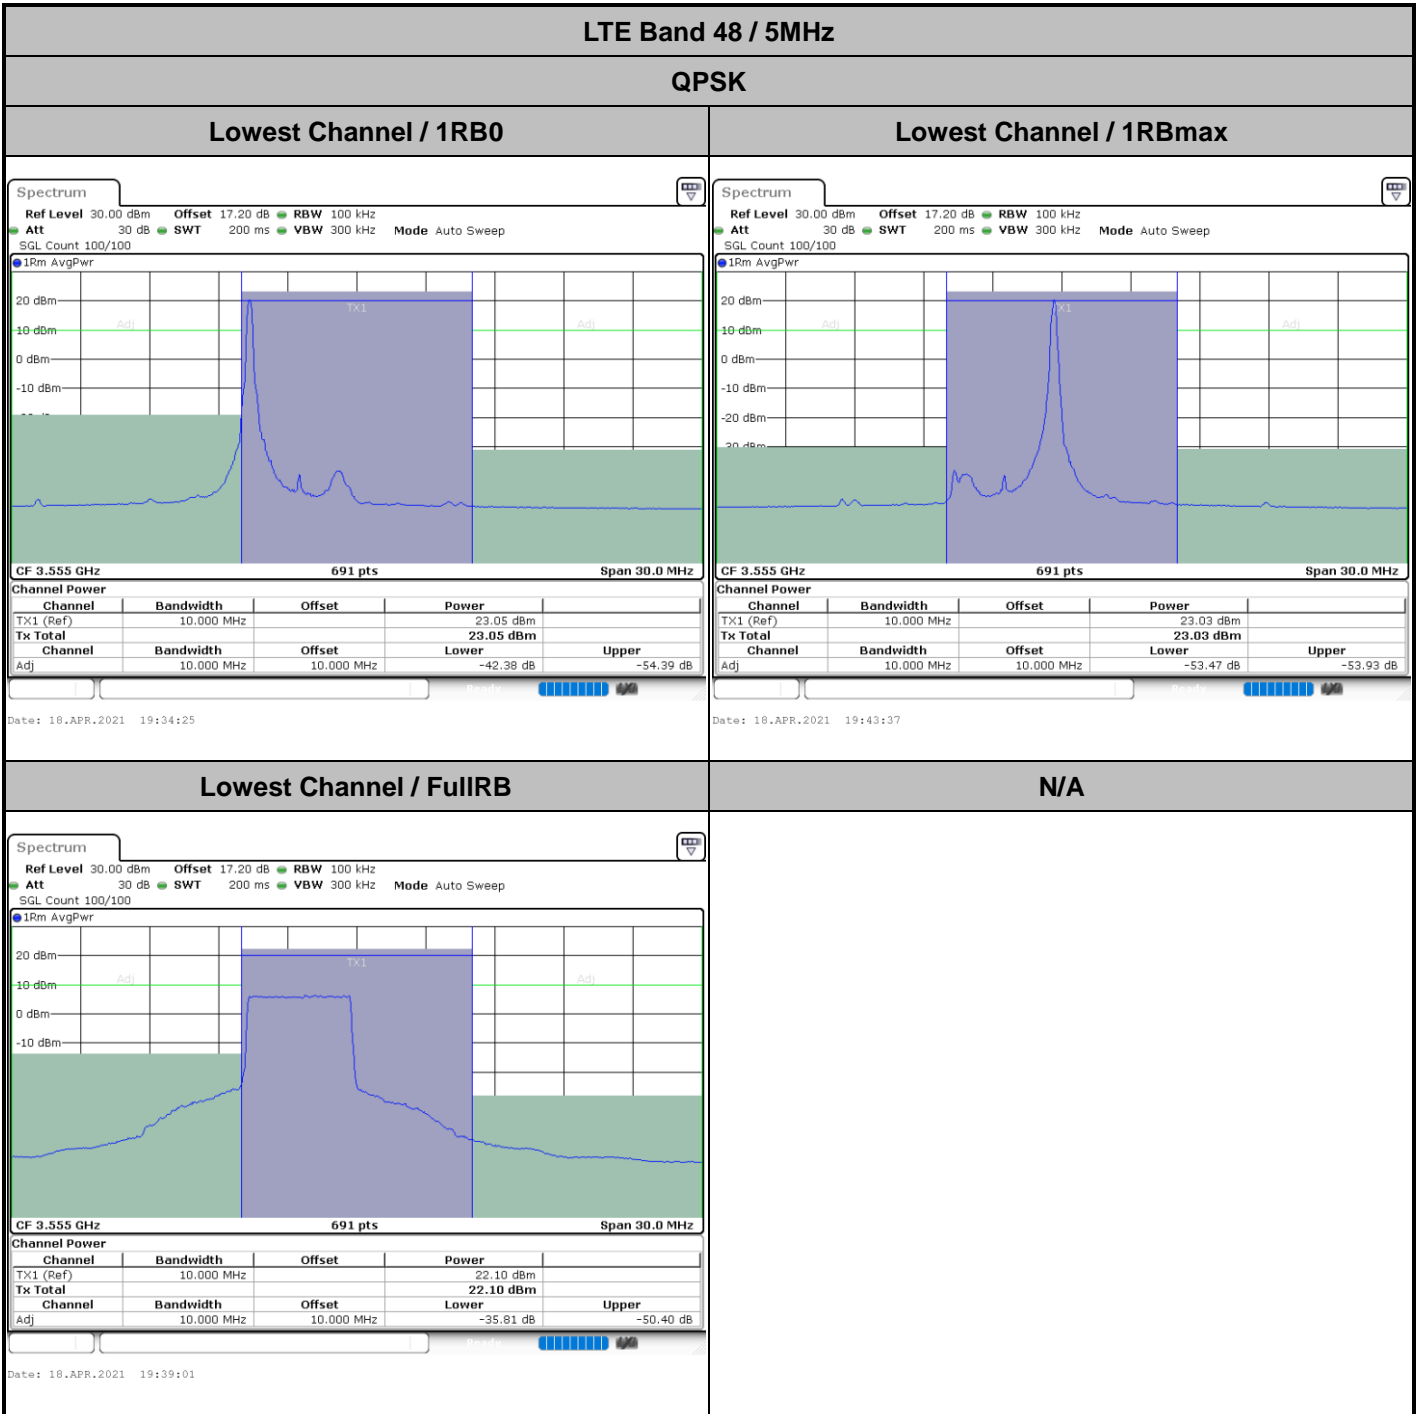 LTE Band 48 / 5MHz
QPSK
Lowest Channel / 1RB0
Lowest Channel / 1RBmax
Spectrum
Ref Level 30.00 dBm Offset 17.20 dB RBW 100 kHz
Att 30 dB SWT 200 ms VBW 300 kHz Mode Auto Sweep
SGL Count 100/100
1Rm AvgPwr
20 dBm
10 dBm
0 dBm
-10 dBm
Adj
TX1
Adj
CF 3.555 GHz 691 pts Span 30.0 MHz
Channel Power
Channel Bandwidth Offset Power
TX1 (Ref) 10.000 MHz 23.05 dBm
Tx Total 23.05 dBm
Channel Bandwidth Offset Lower Upper
Adj 10.000 MHz 10.000 MHz -42.38 dB -54.39 dB
Ready
Date: 18.APR.2021 19:34:25
Spectrum
Ref Level 30.00 dBm Offset 17.20 dB RBW 100 kHz
Att 30 dB SWT 200 ms VBW 300 kHz Mode Auto Sweep
SGL Count 100/100
1Rm AvgPwr
20 dBm
10 dBm
0 dBm
-10 dBm
-20 dBm
Adj
TX1
Adj
CF 3.555 GHz 691 pts Span 30.0 MHz
Channel Power
Channel Bandwidth Offset Power
TX1 (Ref) 10.000 MHz 23.03 dBm
Tx Total 23.03 dBm
Channel Bandwidth Offset Lower Upper
Adj 10.000 MHz 10.000 MHz -53.47 dB -53.93 dB
Ready
Date: 18.APR.2021 19:43:37
Lowest Channel / FullRB
N/A
Spectrum
Ref Level 30.00 dBm Offset 17.20 dB RBW 100 kHz
Att 30 dB SWT 200 ms VBW 300 kHz Mode Auto Sweep
SGL Count 100/100
1Rm AvgPwr
20 dBm
10 dBm
0 dBm
-10 dBm
Adj
TX1
Adj
CF 3.555 GHz 691 pts Span 30.0 MHz
Channel Power
Channel Bandwidth Offset Power
TX1 (Ref) 10.000 MHz 22.10 dBm
Tx Total 22.10 dBm
Channel Bandwidth Offset Lower Upper
Adj 10.000 MHz 10.000 MHz -35.81 dB -50.40 dB
Ready
Date: 18.APR.2021 19:39:01